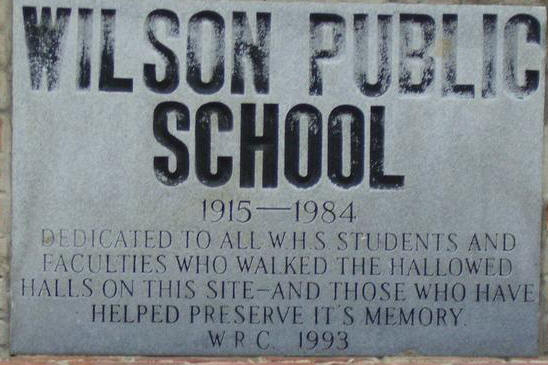 WILSON PUBLIC
SCHOOL
1915—1984
DEDICATED TO ALL W.H.S. STUDENTS AND
FACULTIES WHO WALKED THE HALLOWED
HALLS ON THIS SITE—AND THOSE WHO HAVE
HELPED PRESERVE IT'S MEMORY.
W R C 1993